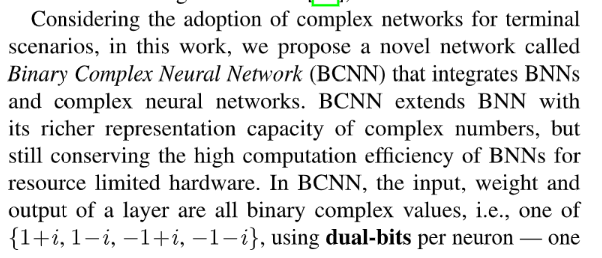 Considering the adoption of complex networks for terminal
scenarios, in this work, we propose a novel network called
Binary Complex Neural Network (BCNN) that integrates BNNs
and complex neural networks. BCNN extends BNN with
its richer representation capacity of complex numbers, but
still conserving the high computation efficiency of BNNs for
resource limited hardware. In BCNN, the input, weight and
output of a layer are all binary complex values, i.e., one of
{1+i, 1−i, −1+i, −1−i}, using dual-bits per neuron — one